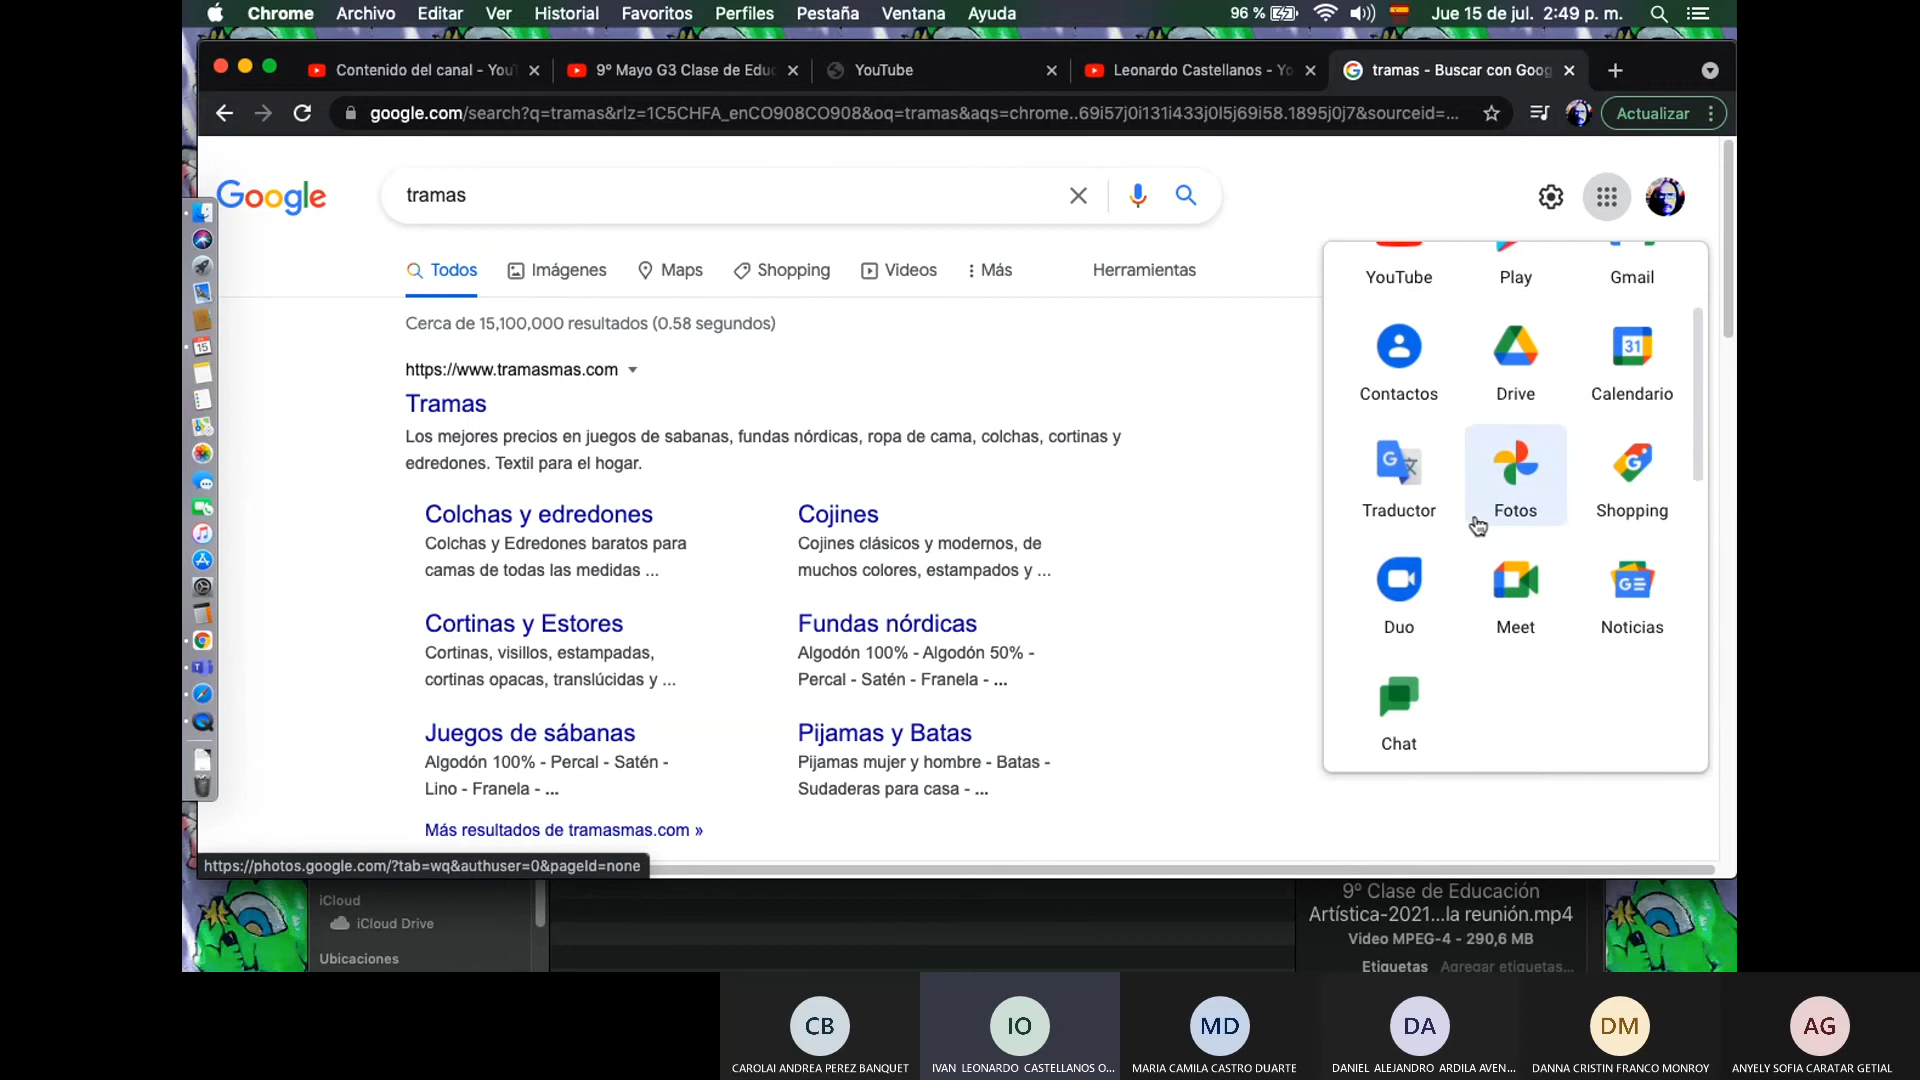 Chrome Archivo Editar Ver Historial Favoritos Perfiles Pestaña Ventana Ayuda 96 % Jue 15 de jul. 2:49 p. m.
Contenido del canal - You 9º Mayo G3 Clase de Educ YouTube Leonardo Castellanos - Yo tramas - Buscar con Goog
google.com/search?q=tramas&rlz=1C5CHFA_enCO908CO908&oq=tramas&aqs=chrome..69i57j0i131i433j0l5j69i58.1895j0j7&sourceid=... Actualizar
Google tramas
Todos Imágenes Maps Shopping Videos Más Herramientas
Cerca de 15,100,000 resultados (0.58 segundos)
https://www.tramasmas.com
Tramas
Los mejores precios en juegos de sabanas, fundas nórdicas, ropa de cama, colchas, cortinas y
edredones. Textil para el hogar.
Colchas y edredones
Colchas y Edredones baratos para
camas de todas las medidas ...
Cojines
Cojines clásicos y modernos, de
muchos colores, estampados y ...
Cortinas y Estores
Cortinas, visillos, estampadas,
cortinas opacas, translúcidas y ...
Fundas nórdicas
Algodón 100% - Algodón 50% -
Percal - Satén - Franela - ...
Juegos de sábanas
Algodón 100% - Percal - Satén -
Lino - Franela - ...
Pijamas y Batas
Pijamas mujer y hombre - Batas -
Sudaderas para casa - ...
Más resultados de tramasmas.com »
YouTube Play Gmail
31
Contactos Drive Calendario
Traductor Fotos Shopping
Duo Meet Noticias
Chat
15
https://photos.google.com/?tab=wq&authuser=0&pageId=none
iCloud
iCloud Drive
Ubicaciones
9º Clase de Educación
Artística-2021...la reunión.mp4
Video MPEG-4 - 290,6 MB
Etiquetas Agregar etiquetas...
CB IO MD DA DM AG
CAROLAI ANDREA PEREZ BANQUET IVAN LEONARDO CASTELLANOS O... MARIA CAMILA CASTRO DUARTE DANIEL ALEJANDRO ARDILA AVEN... DANNA CRISTIN FRANCO MONROY ANYELY SOFIA CARATAR GETIAL